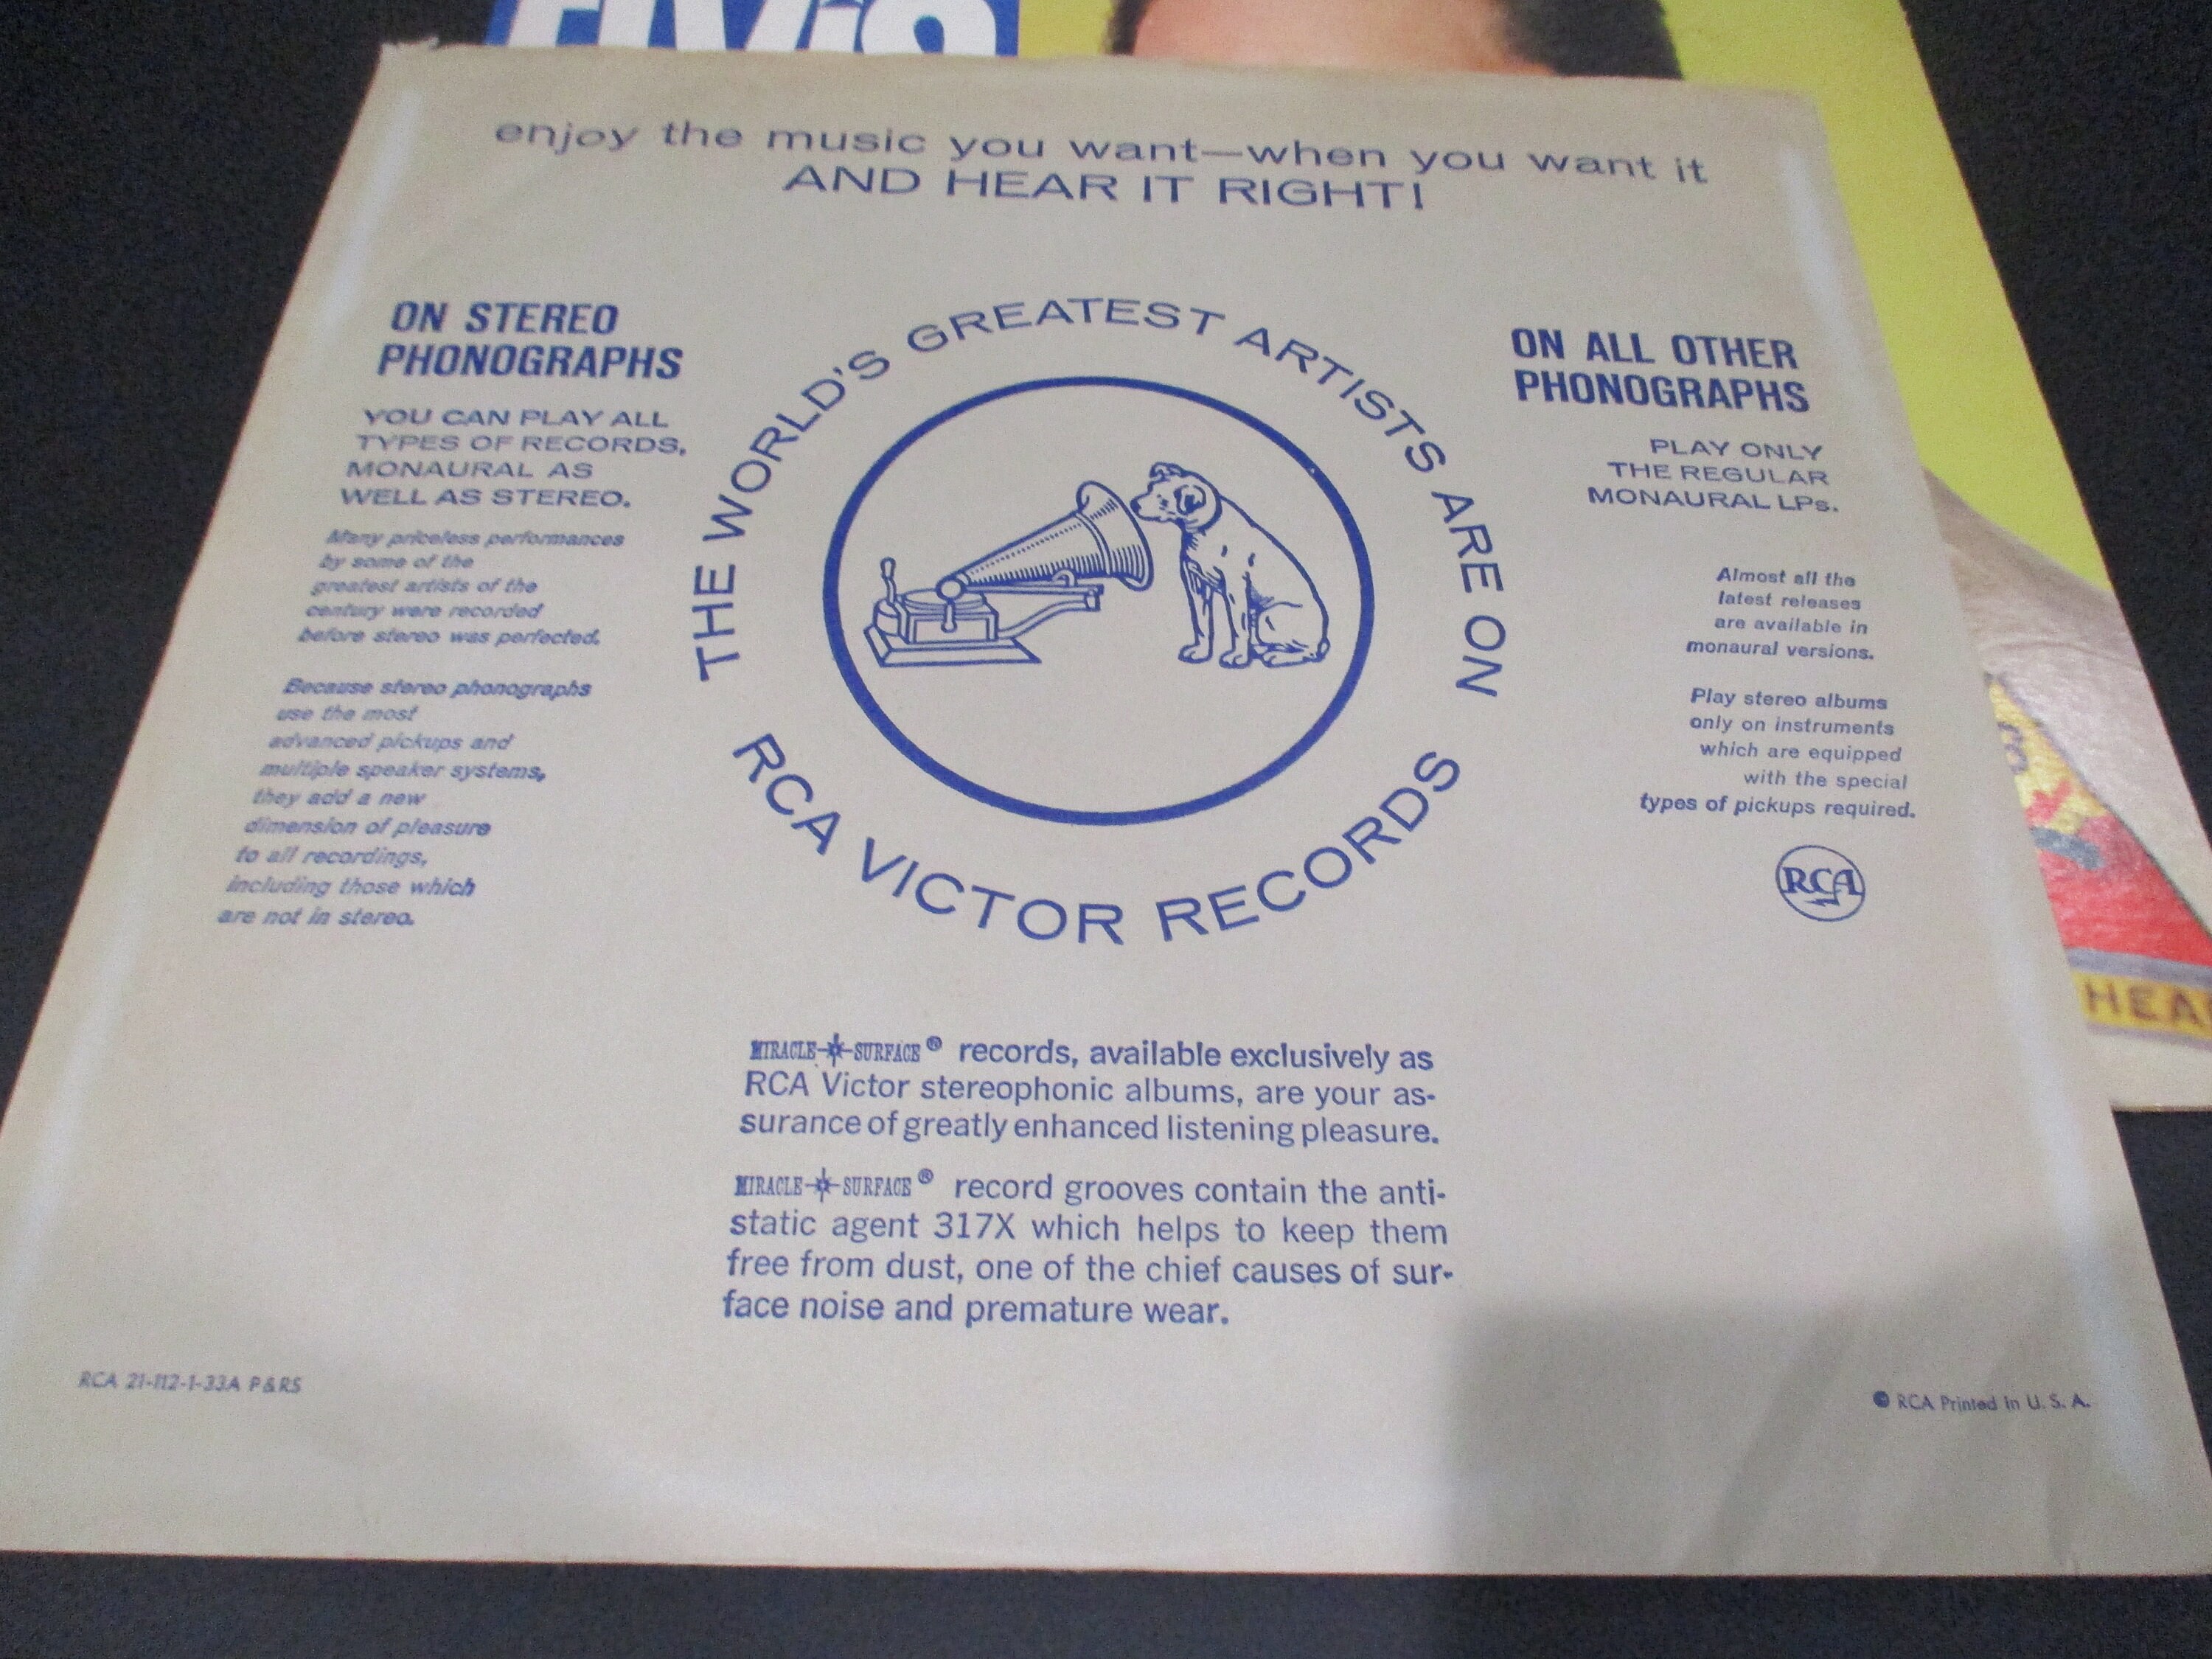 Elvis
enjoy the music you want—when you want it
AND HEAR IT RIGHT!
ON STEREO
PHONOGRAPHS
YOU CAN PLAY ALL
TYPES OF RECORDS,
MONAURAL AS
WELL AS STEREO.
Many priceless performances
by some of the
greatest artists of the
century were recorded
before stereo was perfected.
Because stereo phonographs
use the most
advanced pickups and
multiple speaker systems,
they add a new
dimension of pleasure
to all recordings,
including those which
are not in stereo.
THE WORLD'S GREATEST ARTISTS ARE ON
RCA VICTOR RECORDS
ON ALL OTHER
PHONOGRAPHS
PLAY ONLY
THE REGULAR
MONAURAL LPs.
Almost all the
latest releases
are available in
monaural versions.
Play stereo albums
only on instruments
which are equipped
with the special
types of pickups required.
RCA
HEA
MIRACLE SURFACE® records, available exclusively as
RCA Victor stereophonic albums, are your as-
surance of greatly enhanced listening pleasure.
MIRACLE SURFACE® record grooves contain the anti-
static agent 317X which helps to keep them
free from dust, one of the chief causes of sur-
face noise and premature wear.
RCA 21-112-1-33A P&RS
© RCA Printed in U. S. A.